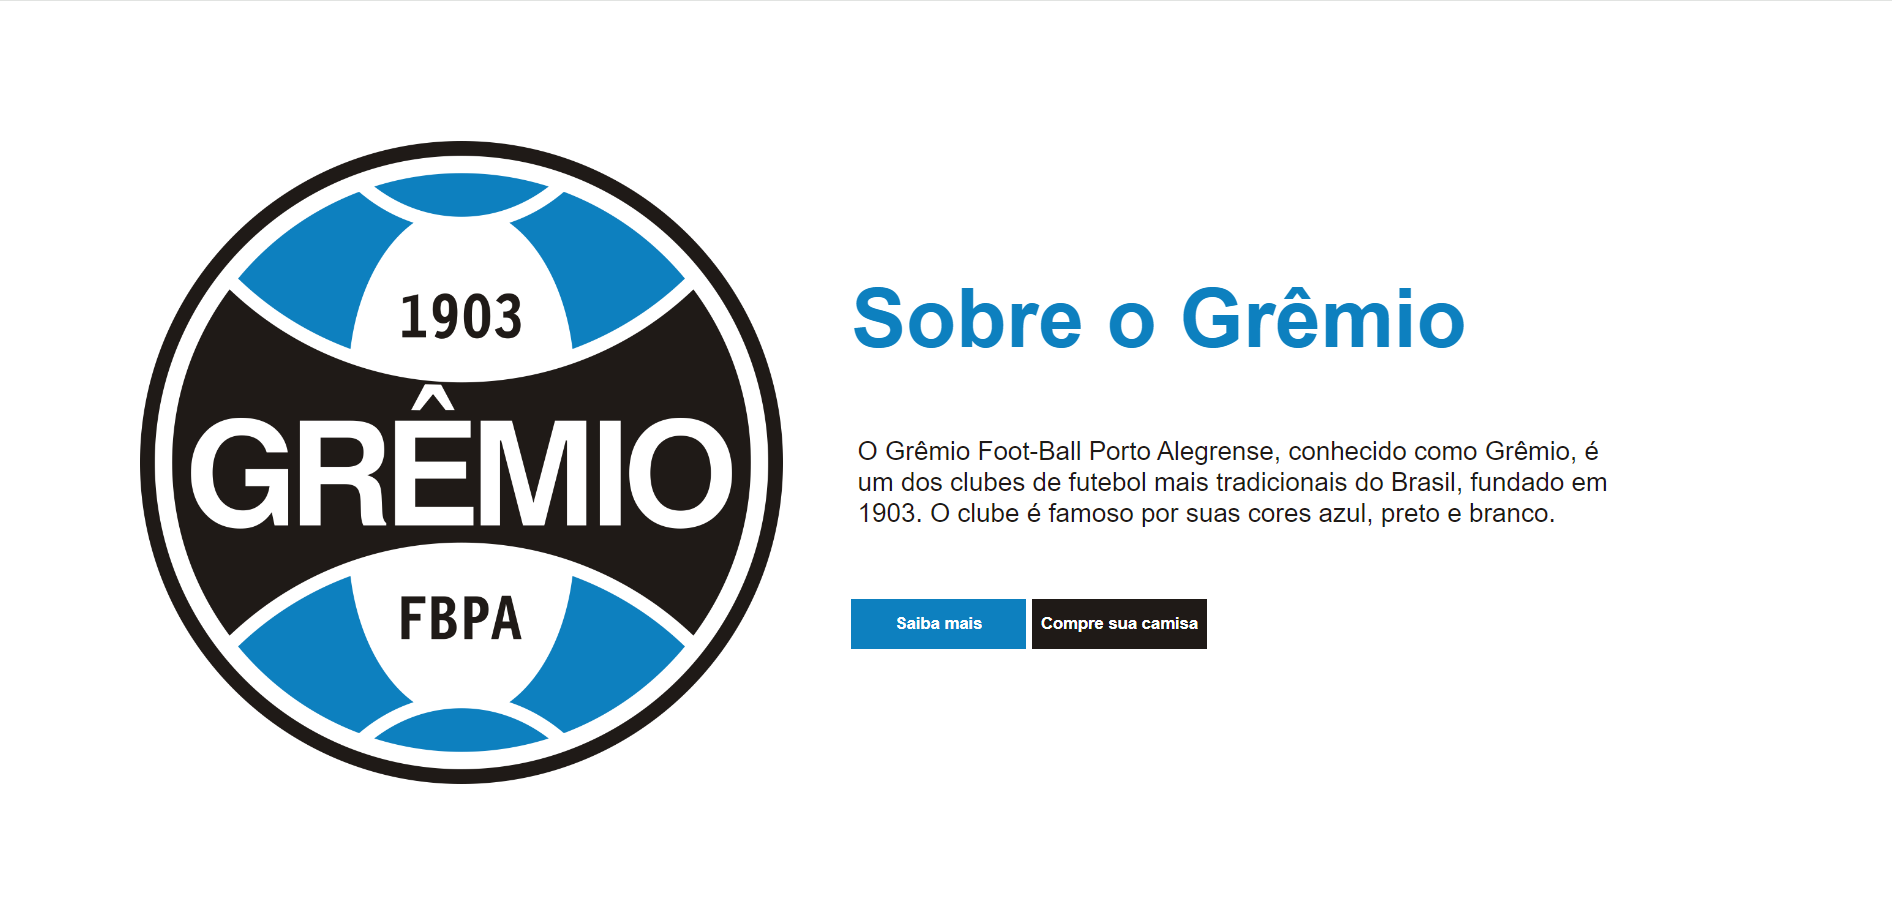 1903
GRÊMIO
FBPA
Sobre o Grêmio
O Grêmio Foot-Ball Porto Alegrense, conhecido como Grêmio, é
um dos clubes de futebol mais tradicionais do Brasil, fundado em
1903. O clube é famoso por suas cores azul, preto e branco.
Saiba mais
Compre sua camisa